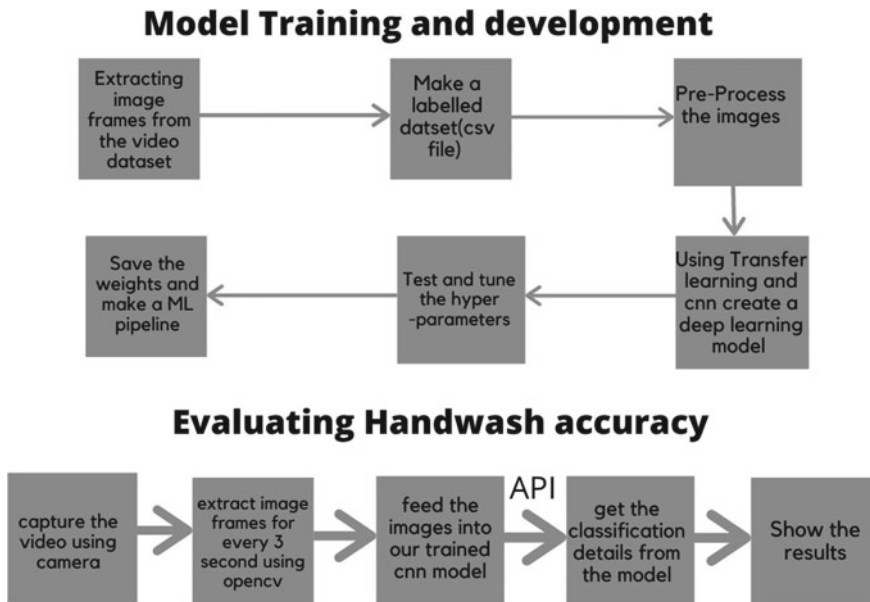 Model Training and development
Extracting
image
frames from
the video
dataset
Make a
labelled
datset(csv
file)
Pre-Process
the images
Using Transfer
learning and
cnn create a
deep learning
model
Test and tune
the hyper
-parameters
Save the
weights and
make a ML
pipeline
Evaluating Handwash accuracy
capture the
video using
camera
extract image
frames for
every 3
second using
opencv
feed the
images into
our trained
cnn model
API
get the
classification
details from
the model
Show the
results